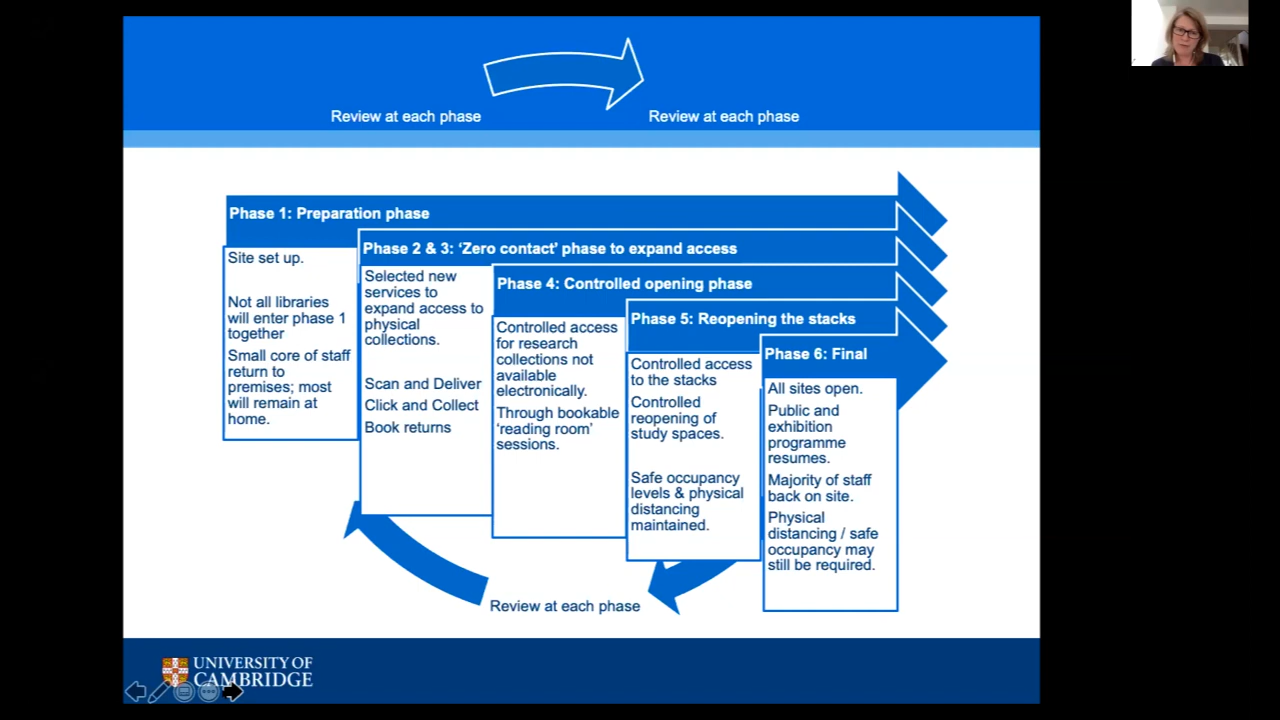 Review at each phase
Review at each phase
Phase 1: Preparation phase
Site set up.
Not all libraries
will enter phase 1
together
Small core of staff
return to
premises; most
will remain at
home.
Phase 2 & 3: ‘Zero contact’ phase to expand access
Selected new
services to
expand access to
physical
collections.
Scan and Deliver
Click and Collect
Book returns
Phase 4: Controlled opening phase
Controlled access
for research
collections not
available
electronically.
Through bookable
‘reading room’
sessions.
Phase 5: Reopening the stacks
Controlled access
to the stacks
Controlled
reopening of
study spaces.
Safe occupancy
levels & physical
distancing
maintained.
Phase 6: Final
All sites open.
Public and
exhibition
programme
resumes.
Majority of staff
back on site.
Physical
distancing / safe
occupancy may
still be required.
Review at each phase
UNIVERSITY OF
CAMBRIDGE